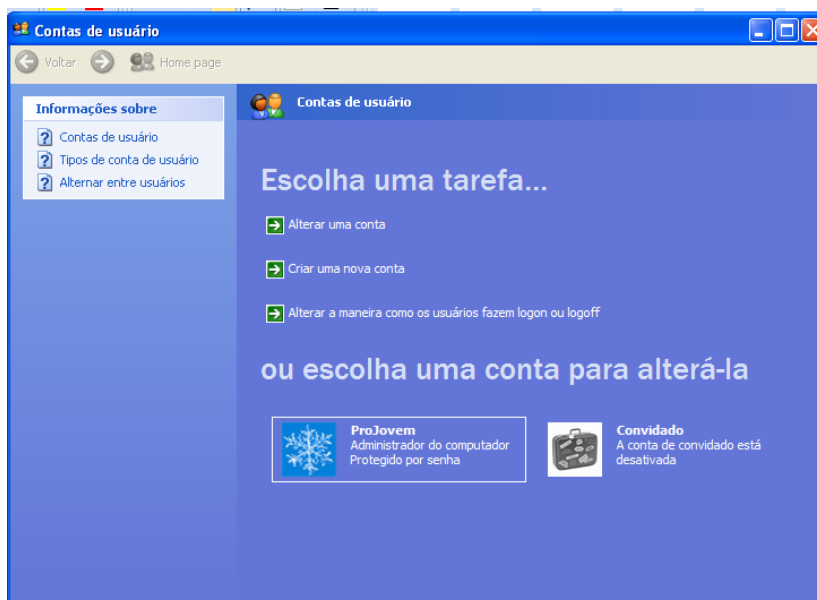 Contas de usuário
Voltar
Home page
Informações sobre
Contas de usuário
Tipos de conta de usuário
Alternar entre usuários
Contas de usuário
Escolha uma tarefa...
Alterar uma conta
Criar uma nova conta
Alterar a maneira como os usuários fazem logon ou logoff
ou escolha uma conta para alterá-la
ProJovem
Administrador do computador
Protegido por senha
Convidado
A conta de convidado está
desativada